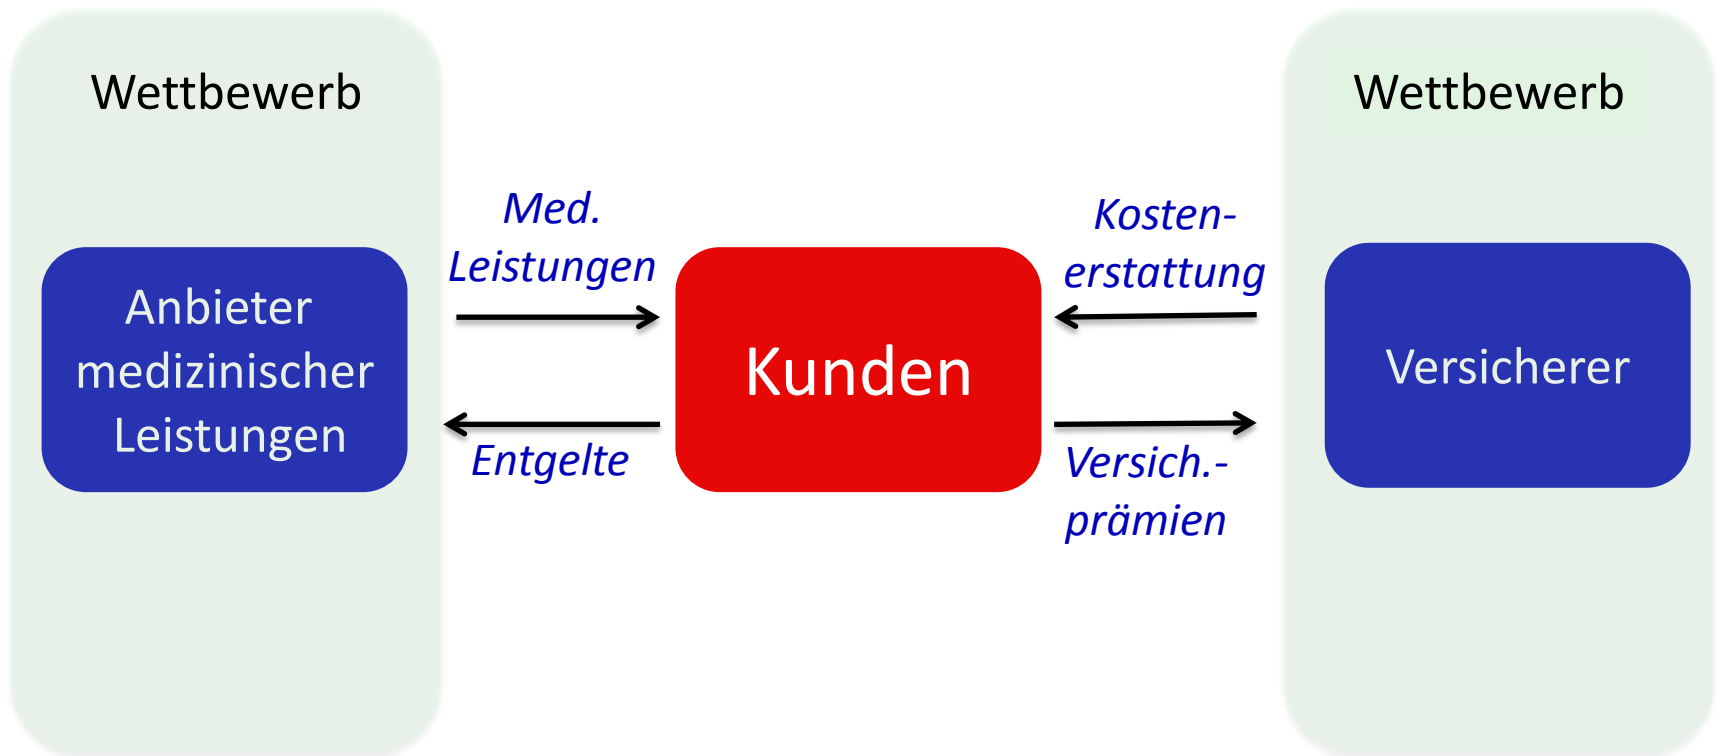 Wettbewerb
Wettbewerb
Med.
Leistungen
Kosten-
erstattung
Anbieter
medizinischer
Leistungen
Kunden
Versicherer
Entgelte
Versich.-
prämien